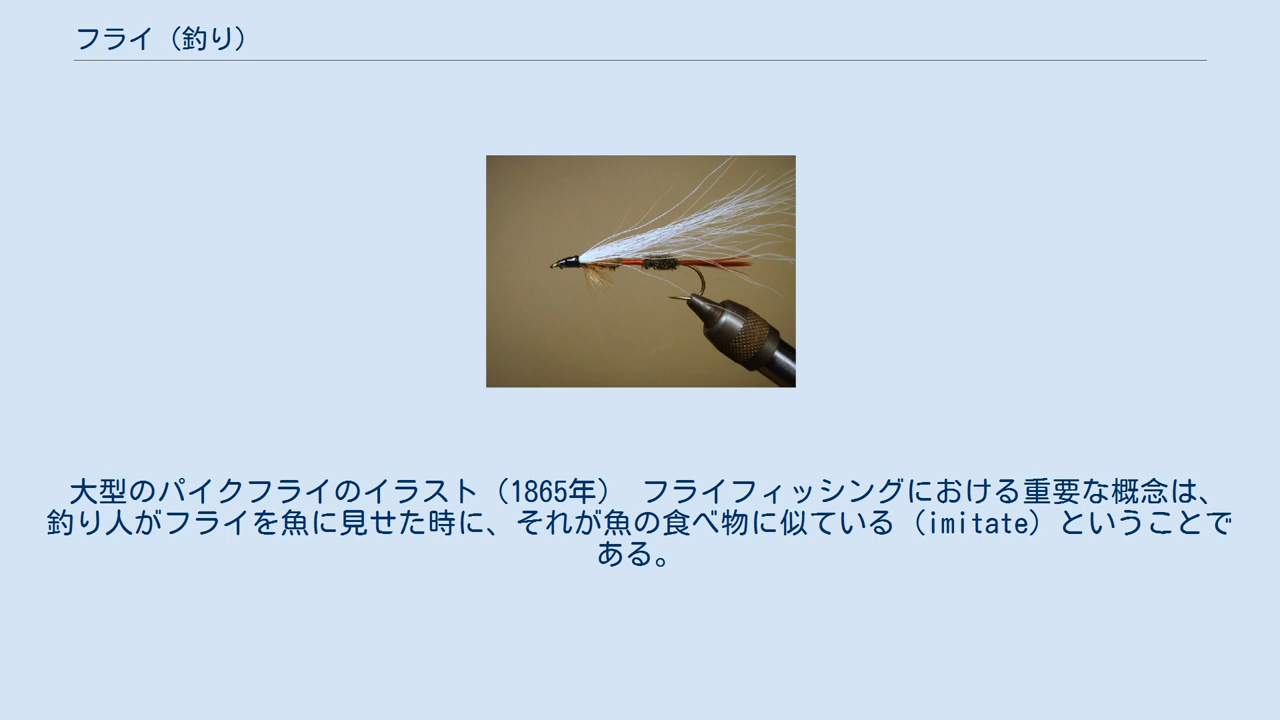 フライ（釣り）
大型のパイクフライのイラスト（1865年）　フライフィッシングにおける重要な概念は、
釣り人がフライを魚に見せた時に、それが魚の食べ物に似ている（imitate）ということで
ある。